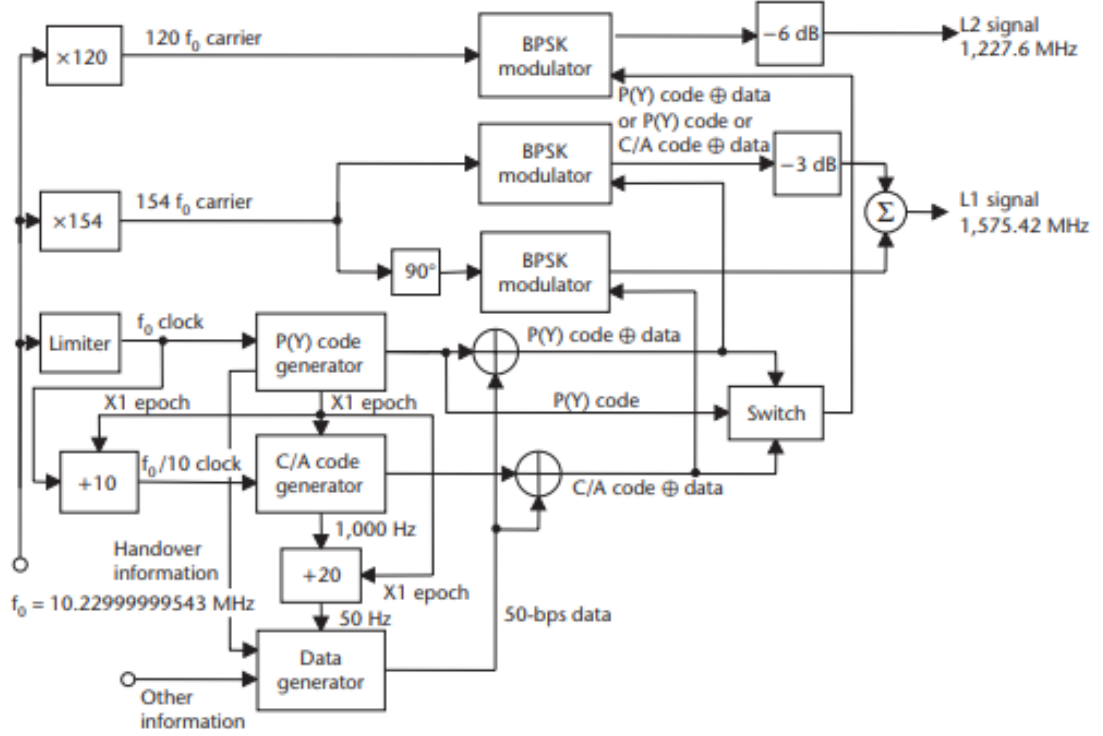 ×120
120 f₀ carrier
BPSK
modulator
−6 dB
L2 signal
1,227.6 MHz
P(Y) code ⊕ data
or P(Y) code or
C/A code ⊕ data
BPSK
modulator
−3 dB
×154
154 f₀ carrier
Σ
L1 signal
1,575.42 MHz
90°
BPSK
modulator
Limiter
f₀ clock
P(Y) code
generator
P(Y) code ⊕ data
X1 epoch
X1 epoch
P(Y) code
Switch
+10
f₀/10 clock
C/A code
generator
C/A code ⊕ data
1,000 Hz
Handover
information
+20
X1 epoch
f₀ = 10.22999999543 MHz
50 Hz
50-bps data
Data
generator
Other
information